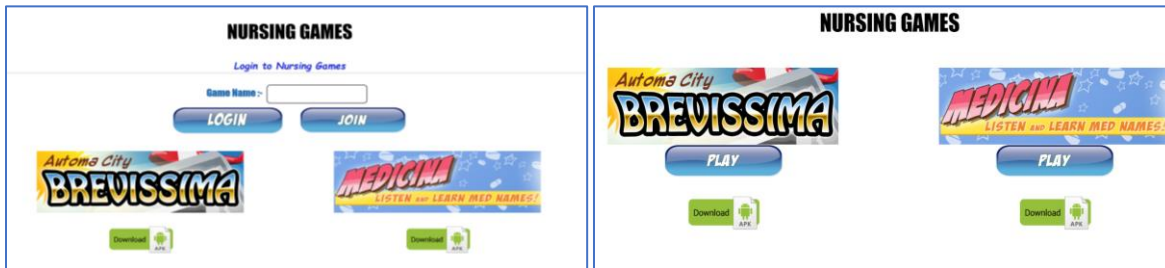 NURSING GAMES
Login to Nursing Games
Game Name :-
LOGIN JOIN
Automa City
BREVISSIMA
MEDICINA
LISTEN AND LEARN MED NAMES!
Download APK
Download APK
NURSING GAMES
Automa City
BREVISSIMA
MEDICINA
LISTEN AND LEARN MED NAMES!
PLAY
PLAY
Download APK
Download APK